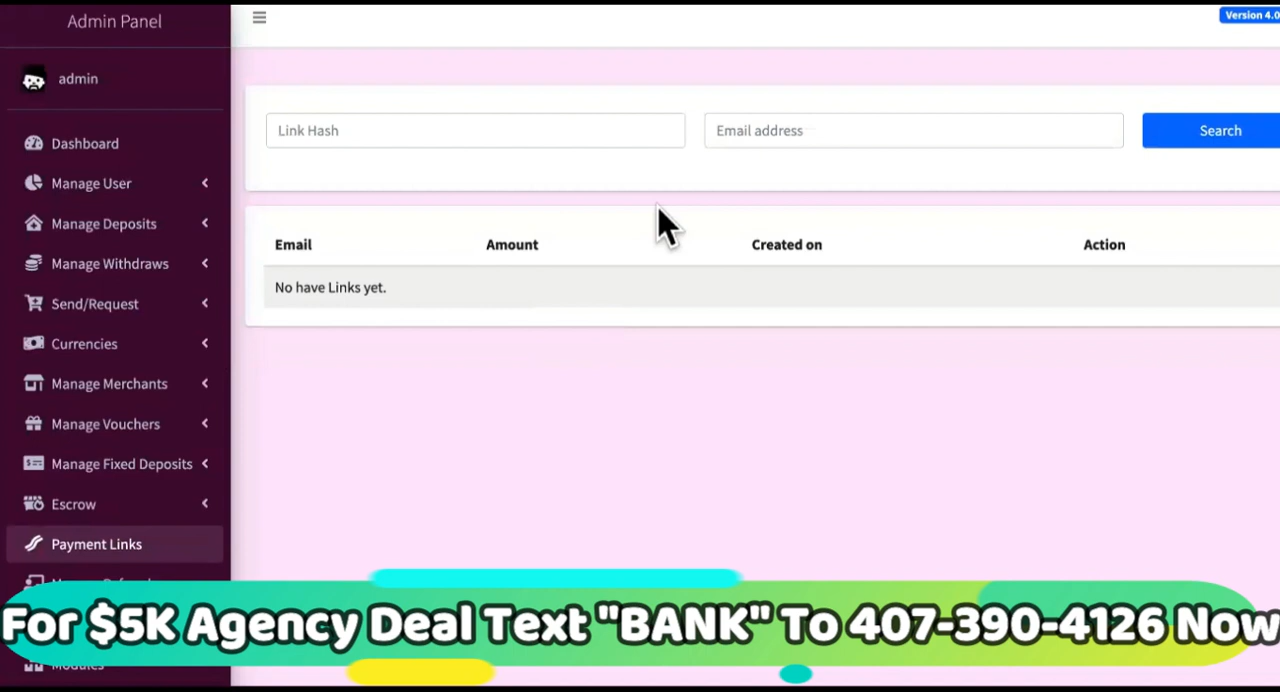 Admin Panel
Version 4.0
admin
Dashboard
Manage User
Manage Deposits
Manage Withdraws
Send/Request
Currencies
Manage Merchants
Manage Vouchers
Manage Fixed Deposits
Escrow
Payment Links
Link Hash
Email address
Search
Email Amount Created on Action
No have Links yet.
For $5K Agency Deal Text "BANK" To 407-390-4126 Now
Modules